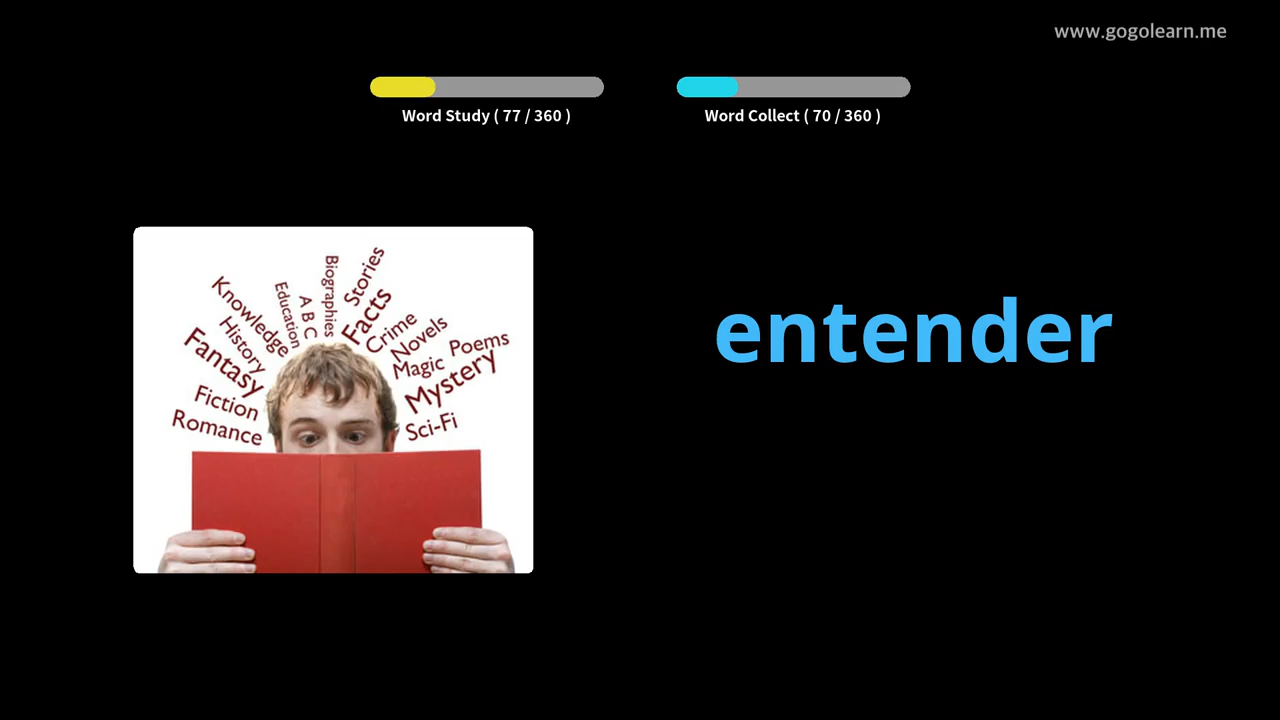 www.gogolearn.me
Word Study ( 77 / 360 )
Word Collect ( 70 / 360 )
entender
Biographies
Stories
Education
A B C
Facts
Knowledge
Crime
History
Novels
Poems
Fantasy
Magic
Mystery
Fiction
Romance
Sci-Fi